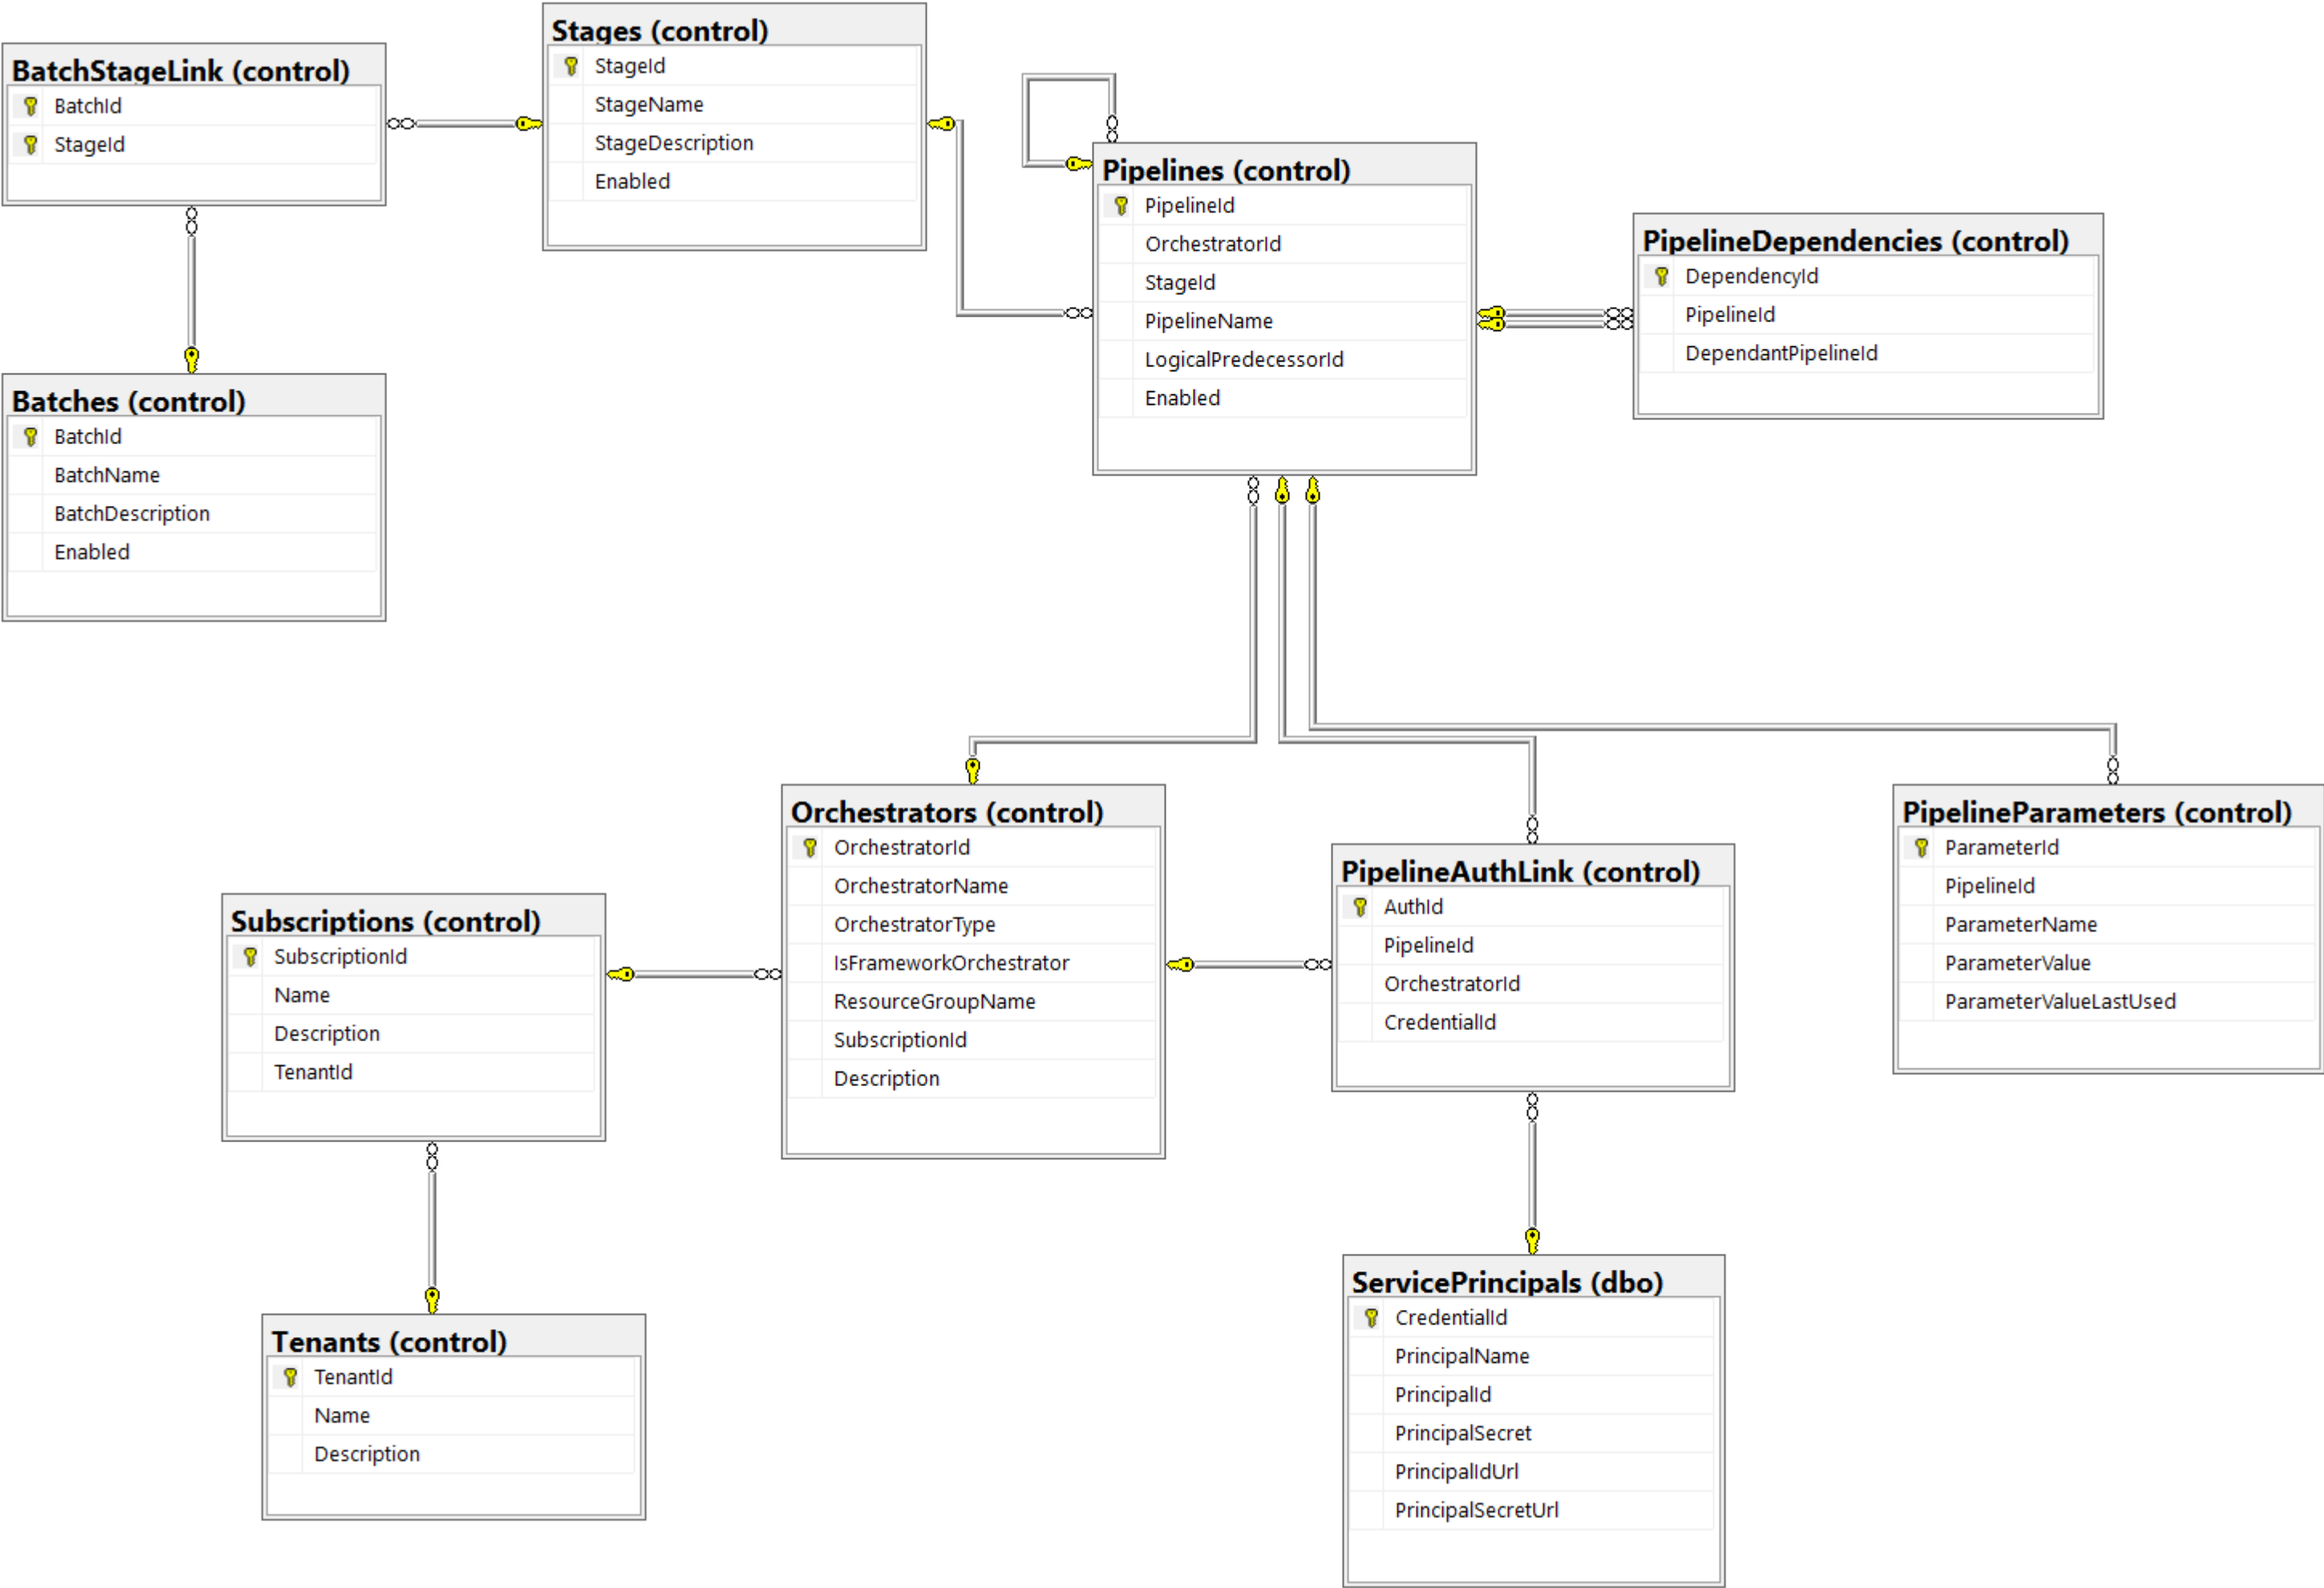 BatchStageLink (control)
BatchId
StageId
Stages (control)
StageId
StageName
StageDescription
Enabled
Batches (control)
BatchId
BatchName
BatchDescription
Enabled
Pipelines (control)
PipelineId
OrchestratorId
StageId
PipelineName
LogicalPredecessorId
Enabled
PipelineDependencies (control)
DependencyId
PipelineId
DependantPipelineId
Orchestrators (control)
OrchestratorId
OrchestratorName
OrchestratorType
IsFrameworkOrchestrator
ResourceGroupName
SubscriptionId
Description
PipelineAuthLink (control)
AuthId
PipelineId
OrchestratorId
CredentialId
PipelineParameters (control)
ParameterId
PipelineId
ParameterName
ParameterValue
ParameterValueLastUsed
Subscriptions (control)
SubscriptionId
Name
Description
TenantId
Tenants (control)
TenantId
Name
Description
ServicePrincipals (dbo)
CredentialId
PrincipalName
PrincipalId
PrincipalSecret
PrincipalIdUrl
PrincipalSecretUrl